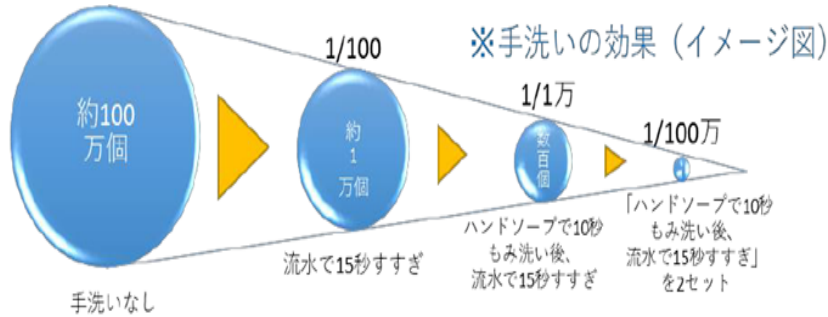 ※手洗いの効果（イメージ図）
約100
万個
手洗いなし
1/100
約
1
万個
流水で15秒すすぎ
1/1万
数
百
個
ハンドソープで10秒
もみ洗い後、
流水で15秒すすぎ
1/100万
「ハンドソープで10秒
もみ洗い後、
流水で15秒すすぎ」
を2セット